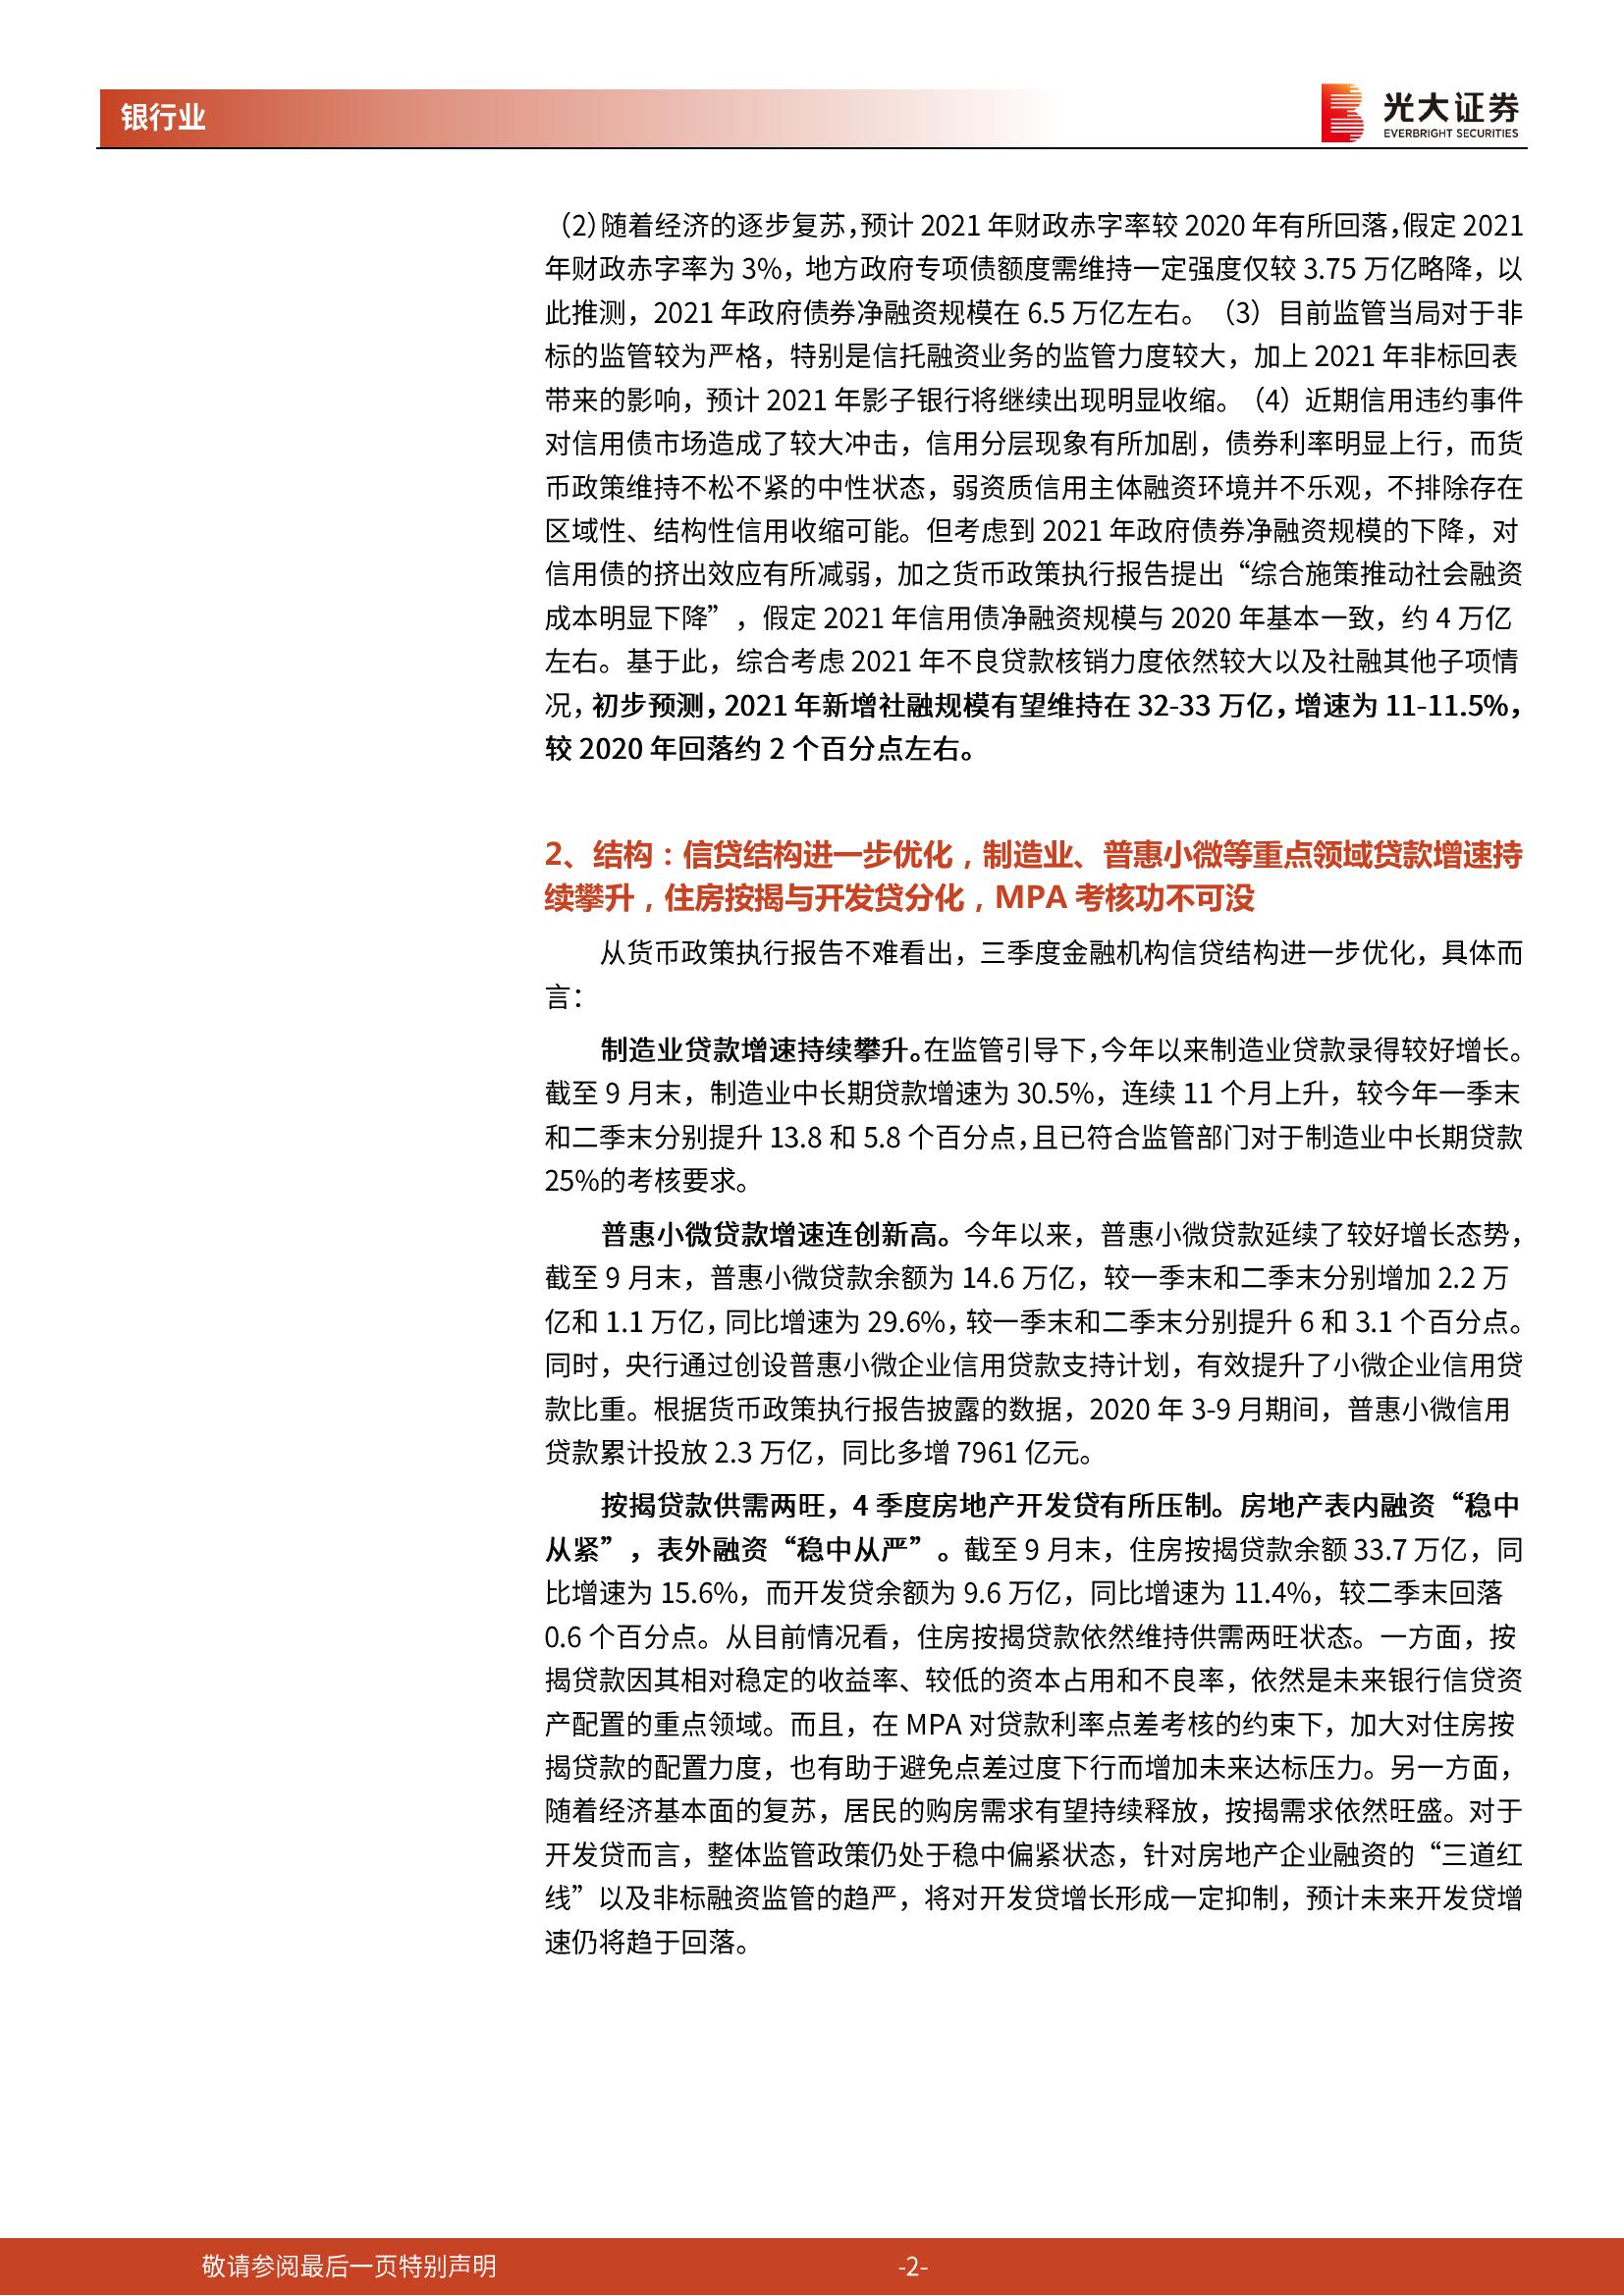 银行业
光大证券
EVERBRIGHT SECURITIES
（2）随着经济的逐步复苏，预计 2021 年财政赤字率较 2020 年有所回落，假定 2021
年财政赤字率为 3%，地方政府专项债额度需维持一定强度仅较 3.75 万亿略降，以
此推测，2021 年政府债券净融资规模在 6.5 万亿左右。（3）目前监管当局对于非
标的监管较为严格，特别是信托融资业务的监管力度较大，加上 2021 年非标回表
带来的影响，预计 2021 年影子银行将继续出现明显收缩。（4）近期信用违约事件
对信用债市场造成了较大冲击，信用分层现象有所加剧，债券利率明显上行，而货
币政策维持不松不紧的中性状态，弱资质信用主体融资环境并不乐观，不排除存在
区域性、结构性信用收缩可能。但考虑到 2021 年政府债券净融资规模的下降，对
信用债的挤出效应有所减弱，加之货币政策执行报告提出“综合施策推动社会融资
成本明显下降”，假定 2021 年信用债净融资规模与 2020 年基本一致，约 4 万亿
左右。基于此，综合考虑 2021 年不良贷款核销力度依然较大以及社融其他子项情
况，初步预测，2021 年新增社融规模有望维持在 32-33 万亿，增速为 11-11.5%，
较 2020 年回落约 2 个百分点左右。
2、结构：信贷结构进一步优化，制造业、普惠小微等重点领域贷款增速持
续攀升，住房按揭与开发贷分化，MPA 考核功不可没
从货币政策执行报告不难看出，三季度金融机构信贷结构进一步优化，具体而
言：
制造业贷款增速持续攀升。在监管引导下，今年以来制造业贷款录得较好增长。
截至 9 月末，制造业中长期贷款增速为 30.5%，连续 11 个月上升，较今年一季末
和二季末分别提升 13.8 和 5.8 个百分点，且已符合监管部门对于制造业中长期贷款
25%的考核要求。
普惠小微贷款增速连创新高。今年以来，普惠小微贷款延续了较好增长态势，
截至 9 月末，普惠小微贷款余额为 14.6 万亿，较一季末和二季末分别增加 2.2 万
亿和 1.1 万亿，同比增速为 29.6%，较一季末和二季末分别提升 6 和 3.1 个百分点。
同时，央行通过创设普惠小微企业信用贷款支持计划，有效提升了小微企业信用贷
款比重。根据货币政策执行报告披露的数据，2020 年 3-9 月期间，普惠小微信用
贷款累计投放 2.3 万亿，同比多增 7961 亿元。
按揭贷款供需两旺，4 季度房地产开发贷有所压制。房地产表内融资“稳中
从紧”，表外融资“稳中从严”。截至 9 月末，住房按揭贷款余额 33.7 万亿，同
比增速为 15.6%，而开发贷余额为 9.6 万亿，同比增速为 11.4%，较二季末回落
0.6 个百分点。从目前情况看，住房按揭贷款依然维持供需两旺状态。一方面，按
揭贷款因其相对稳定的收益率、较低的资本占用和不良率，依然是未来银行信贷资
产配置的重点领域。而且，在 MPA 对贷款利率点差考核的约束下，加大对住房按
揭贷款的配置力度，也有助于避免点差过度下行而增加未来达标压力。另一方面，
随着经济基本面的复苏，居民的购房需求有望持续释放，按揭需求依然旺盛。对于
开发贷而言，整体监管政策仍处于稳中偏紧状态，针对房地产企业融资的“三道红
线”以及非标融资监管的趋严，将对开发贷增长形成一定抑制，预计未来开发贷增
速仍将趋于回落。
敬请参阅最后一页特别声明
-2-